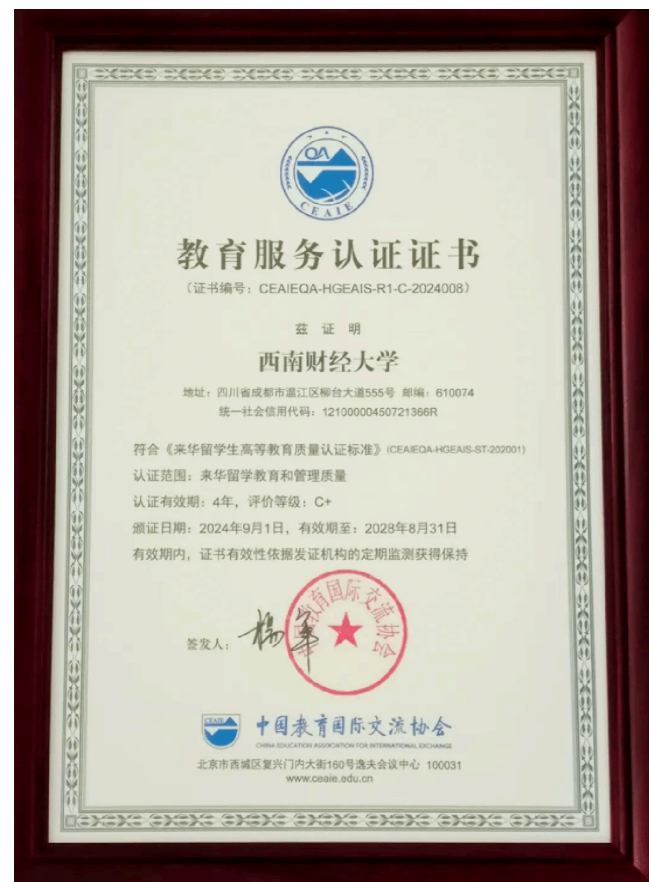 QA
CEAIE
教育服务认证证书
（证书编号：CEAIEQA-HGEAIS-R1-C-2024008）
兹 证 明
西南财经大学
地址：四川省成都市温江区柳台大道555号 邮编：610074
统一社会信用代码：12100000450721366R
符合《来华留学生高等教育质量认证标准》(CEAIEQA-HGEAIS-ST-202001)
认证范围：来华留学教育和管理质量
认证有效期：4年，评价等级：C+
颁证日期：2024年9月1日，有效期至：2028年8月31日
有效期内，证书有效性依据发证机构的定期监测获得保持
中国教育国际交流协会
签发人：
CEAIE
中国教育国际交流协会
CHINA EDUCATION ASSOCIATION FOR INTERNATIONAL EXCHANGE
北京市西城区复兴门内大街160号逸夫会议中心 100031
www.ceaie.edu.cn